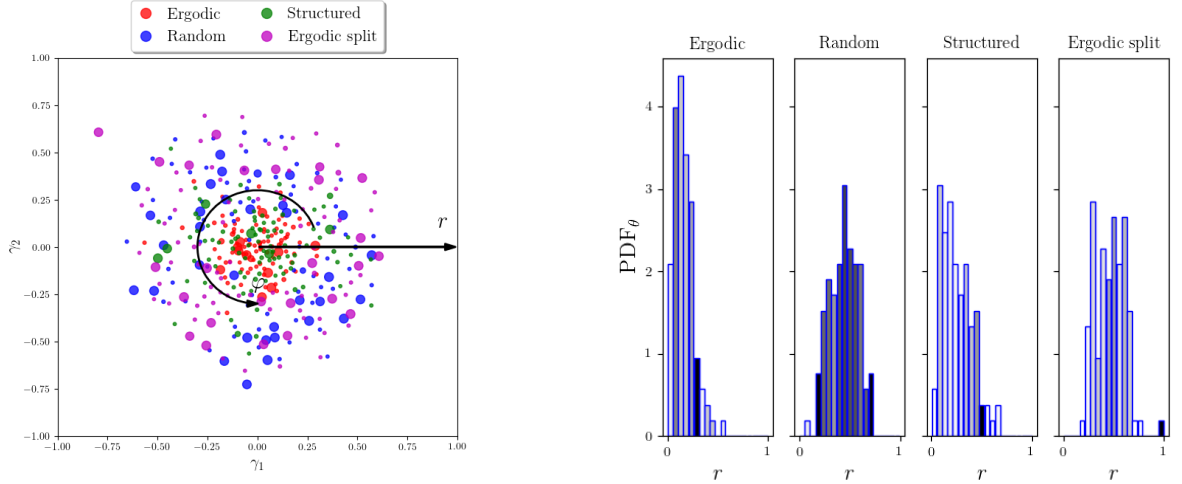 Ergodic Structured
Random Ergodic split
1.00
0.75
0.50
0.25
0.00
−0.25
−0.50
−0.75
−1.00
−1.00 −0.75 −0.50 −0.25 0.00 0.25 0.50 0.75 1.00
γ₂
γ₁
r
φ
Ergodic Random Structured Ergodic split
4
3
2
1
0
PDF_θ
0 1 0 1 0 1 0 1
r r r r